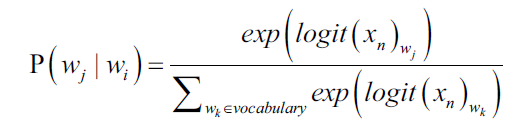 P(w_j | w_i) = exp(logit(x_n)_{w_j}) / ∑_{w_k∈vocabulary} exp(logit(x_n)_{w_k})